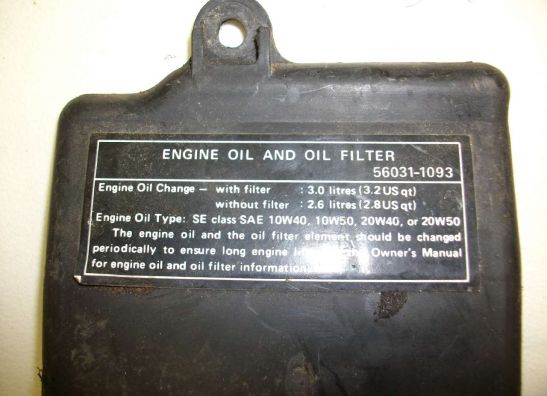 ENGINE OIL AND OIL FILTER
56031-1093
Engine Oil Change — with filter : 3.0 litres (3.2 US qt)
without filter : 2.6 litres (2.8 US qt)
Engine Oil Type: SE class SAE 10W40, 10W50, 20W40, or 20W50
The engine oil and the oil filter element should be changed
periodically to ensure long engine Owner's Manual
for engine oil and oil filter information